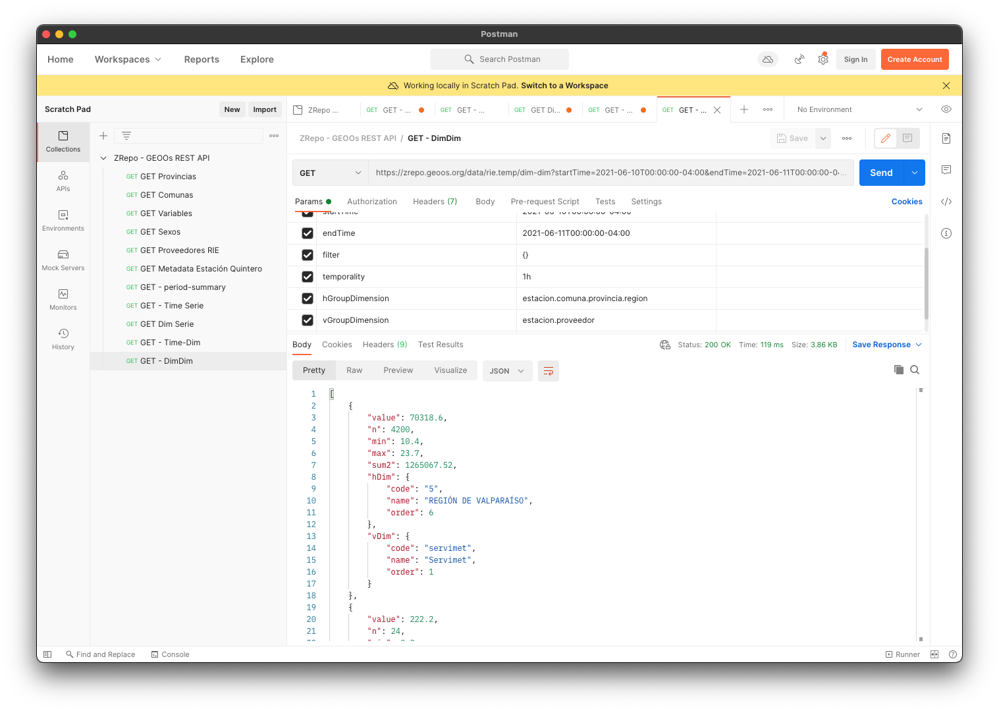 Postman
Home Workspaces Reports Explore Search Postman Sign In Create Account
Working locally in Scratch Pad. Switch to a Workspace
Scratch Pad New Import
ZRepo ... GET GET - ... GET GET - ... GET GET Di... GET GET - ... GET GET - ... No Environment
Collections
APIs
Environments
Mock Servers
Monitors
History
ZRepo - GEOOs REST API
GET GET Provincias
GET GET Comunas
GET GET Variables
GET GET Sexos
GET GET Proveedores RIE
GET GET Metadata Estación Quintero
GET GET - period-summary
GET GET - Time Serie
GET GET Dim Serie
GET GET - Time-Dim
GET GET - DimDim
ZRepo - GEOOs REST API / GET - DimDim Save
GET https://zrepo.geoos.org/data/rie.temp/dim-dim?startTime=2021-06-10T00:00:00-04:00&endTime=2021-06-11T00:00:00-0... Send
Params Authorization Headers (7) Body Pre-request Script Tests Settings Cookies
startTime 2021-06-10T00:00:00-04:00
endTime 2021-06-11T00:00:00-04:00
filter {}
temporality 1h
hGroupDimension estacion.comuna.provincia.region
vGroupDimension estacion.proveedor
Body Cookies Headers (9) Test Results Status: 200 OK Time: 119 ms Size: 3.86 KB Save Response
Pretty Raw Preview Visualize JSON
1 [
2 {
3 "value": 70318.6,
4 "n": 4200,
5 "min": 10.4,
6 "max": 23.7,
7 "sum2": 1265067.52,
8 "hDim": {
9 "code": "5",
10 "name": "REGIÓN DE VALPARAÍSO",
11 "order": 6
12 },
13 "vDim": {
14 "code": "servimet",
15 "name": "Servimet",
16 "order": 1
17 }
18 },
19 {
20 "value": 222.2,
21 "n": 24,
Find and Replace Console Runner